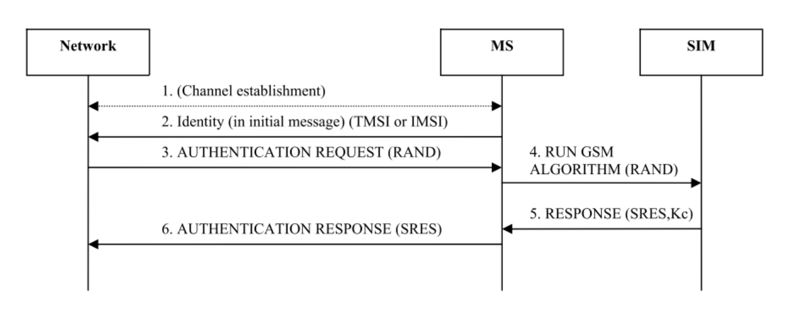 Network
MS
SIM
1. (Channel establishment)
2. Identity (in initial message) (TMSI or IMSI)
3. AUTHENTICATION REQUEST (RAND)
4. RUN GSM
ALGORITHM (RAND)
5. RESPONSE (SRES,Kc)
6. AUTHENTICATION RESPONSE (SRES)